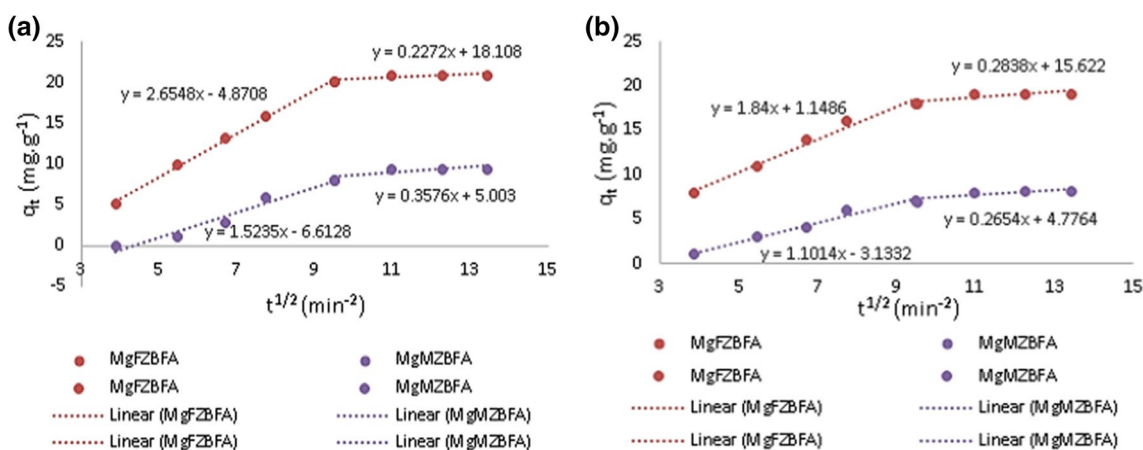 (a)
25
20
15
10
5
0
-5
3 5 7 9 11 13 15
qt (mg.g-1)
t1/2 (min-2)
y = 0.2272x + 18.108
y = 2.6548x - 4.8708
y = 0.3576x + 5.003
y = 1.5235x - 6.6128
MgFZBFA MgMZBFA
MgFZBFA MgMZBFA
Linear (MgFZBFA) Linear (MgMZBFA)
Linear (MgFZBFA) Linear (MgMZBFA)
(b)
25
20
15
10
5
0
3 5 7 9 11 13 15
qt (mg.g-1)
t1/2 (min-2)
y = 0.2838x + 15.622
y = 1.84x + 1.1486
y = 0.2654x + 4.7764
y = 1.1014x - 3.1332
MgFZBFA MgMZBFA
MgFZBFA MgMZBFA
Linear (MgFZBFA) Linear (MgMZBFA)
Linear (MgFZBFA) Linear (MgMZBFA)